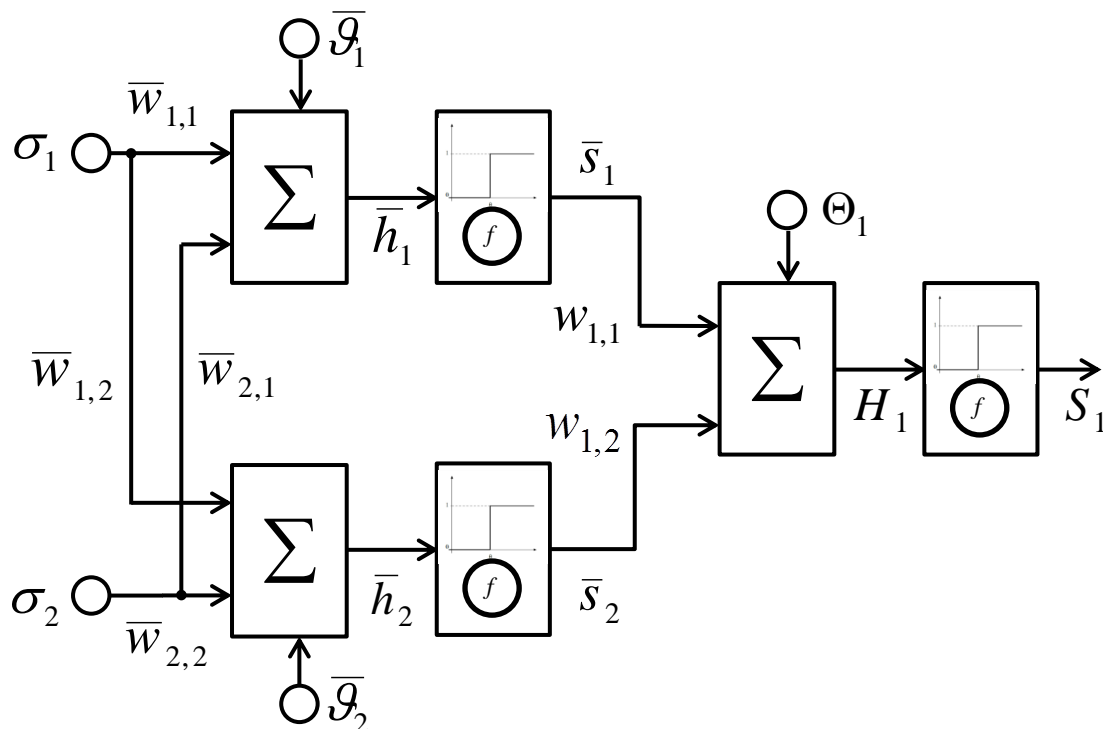 ϑ̄₁
w̄₁,₁
σ₁
Σ
h̄₁
f
s̄₁
Θ₁
w₁,₁
w̄₁,₂
w̄₂,₁
Σ
H₁
f
S₁
w₁,₂
Σ
h̄₂
f
s̄₂
σ₂
w̄₂,₂
ϑ̄₂